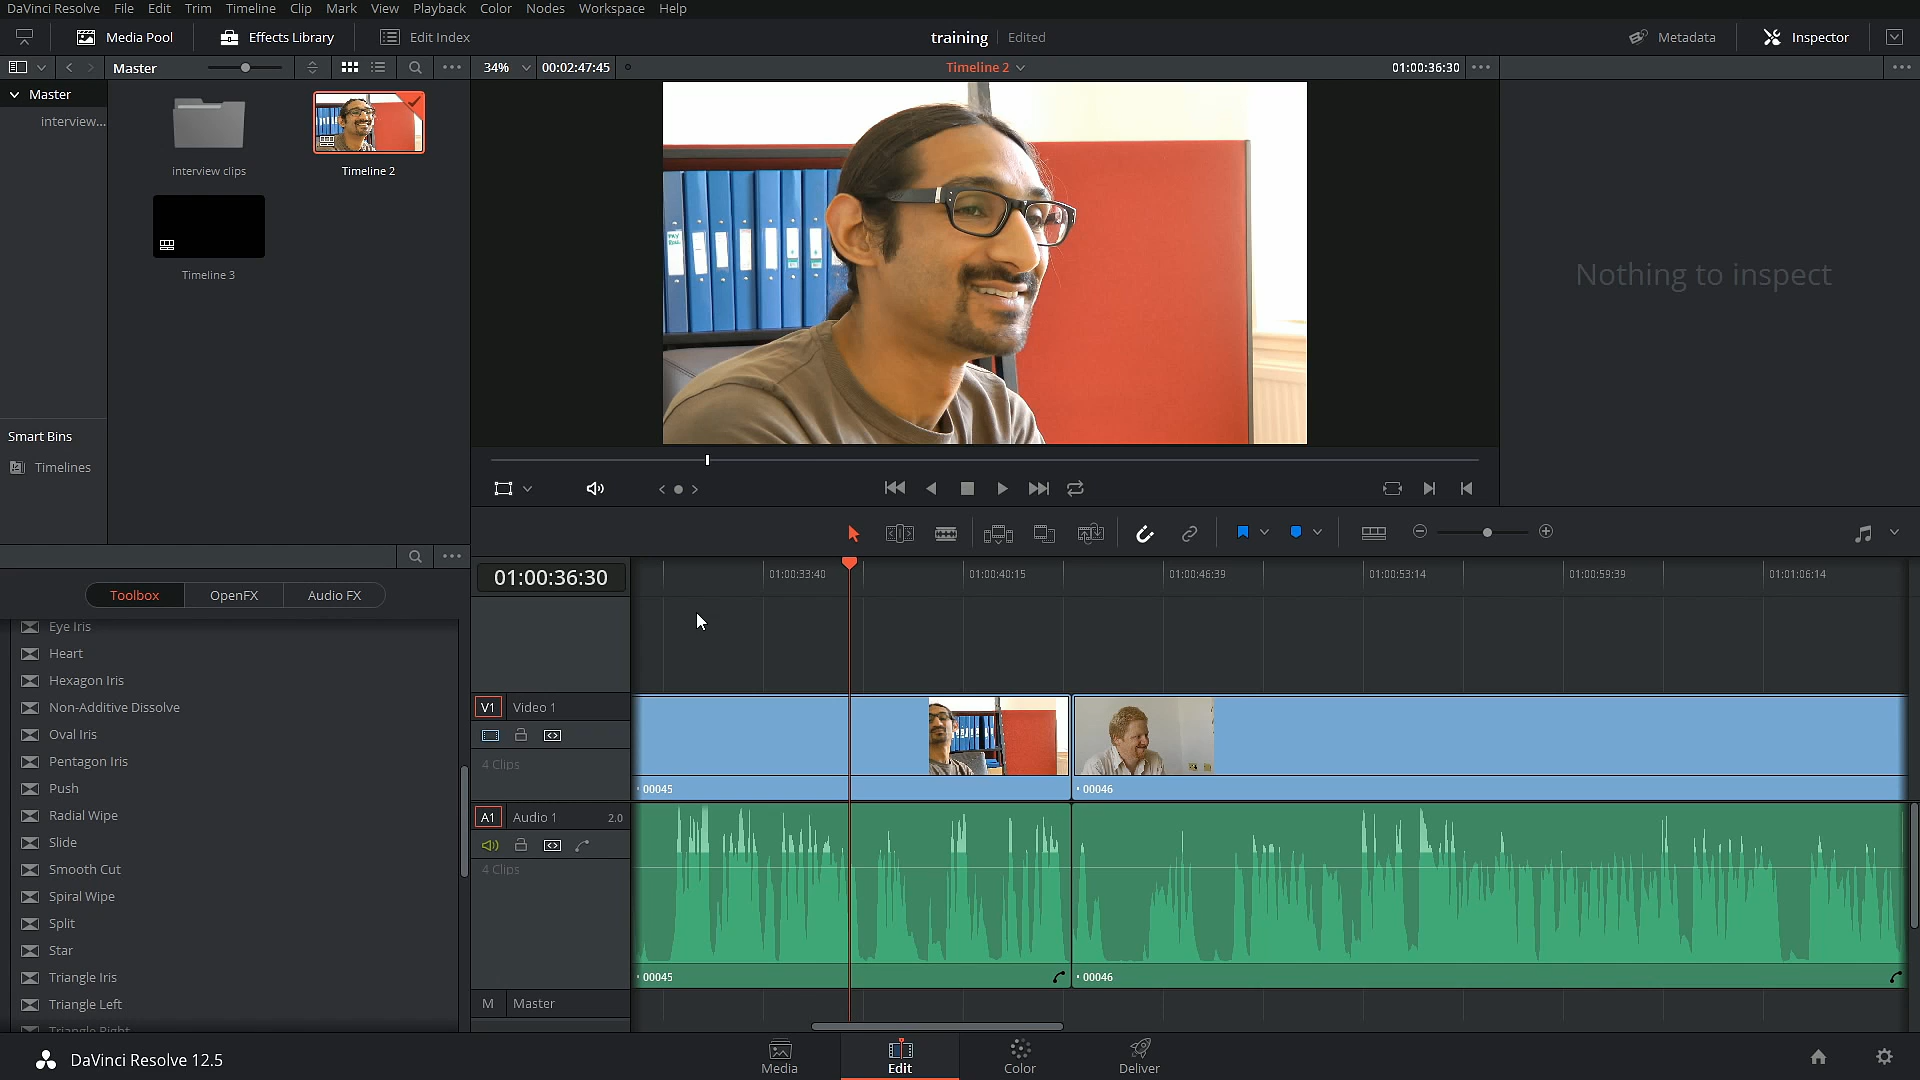 DaVinci Resolve File Edit Trim Timeline Clip Mark View Playback Color Nodes Workspace Help
Media Pool Effects Library Edit Index training Edited Metadata Inspector
Master 34% 00:02:47:45 Timeline 2 01:00:36:30
Master
interview...
interview clips Timeline 2
Timeline 3
Nothing to inspect
Smart Bins
Timelines
Toolbox OpenFX Audio FX
Eye Iris
Heart
Hexagon Iris
Non-Additive Dissolve
Oval Iris
Pentagon Iris
Push
Radial Wipe
Slide
Smooth Cut
Spiral Wipe
Split
Star
Triangle Iris
Triangle Left
Triangle Right
01:00:36:30 01:00:33:40 01:00:40:15 01:00:46:39 01:00:53:14 01:00:59:39 01:01:06:14
V1 Video 1
4 Clips
00045 00046
A1 Audio 1 2.0
4 Clips
00045 00046
M Master
DaVinci Resolve 12.5 Media Edit Color Deliver